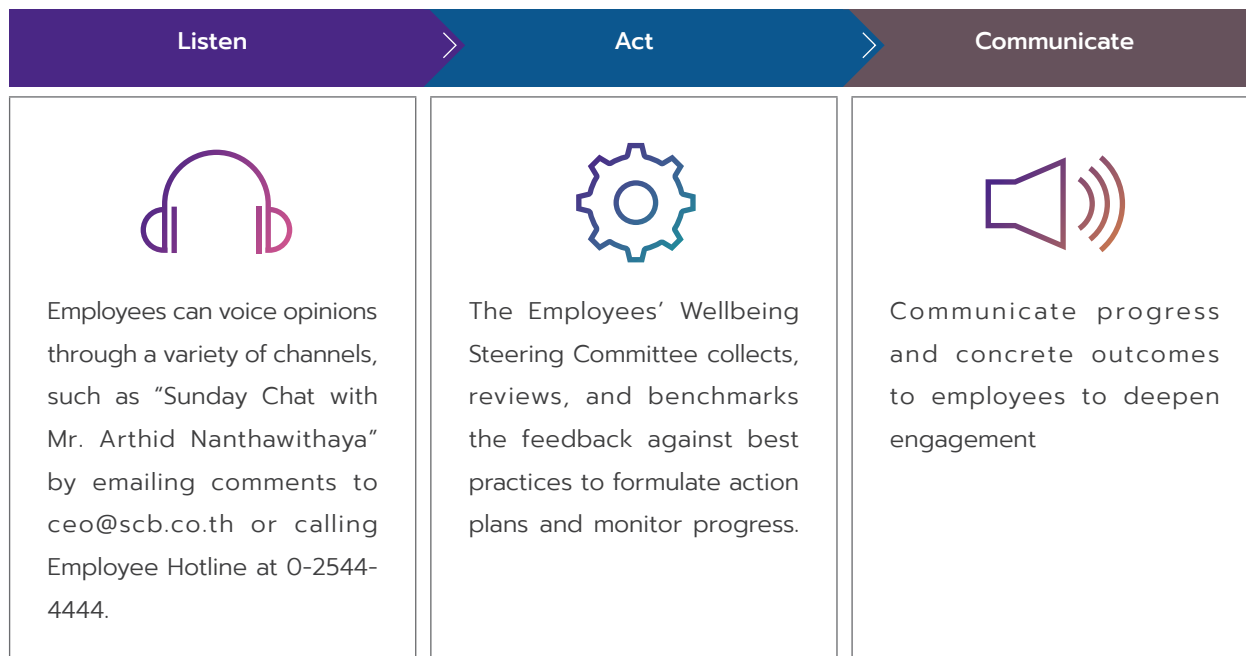 Listen
Act
Communicate
Employees can voice opinions
through a variety of channels,
such as “Sunday Chat with
Mr. Arthid Nanthawithaya”
by emailing comments to
ceo@scb.co.th or calling
Employee Hotline at 0-2544-
4444.
The Employees’ Wellbeing
Steering Committee collects,
reviews, and benchmarks
the feedback against best
practices to formulate action
plans and monitor progress.
Communicate progress
and concrete outcomes
to employees to deepen
engagement